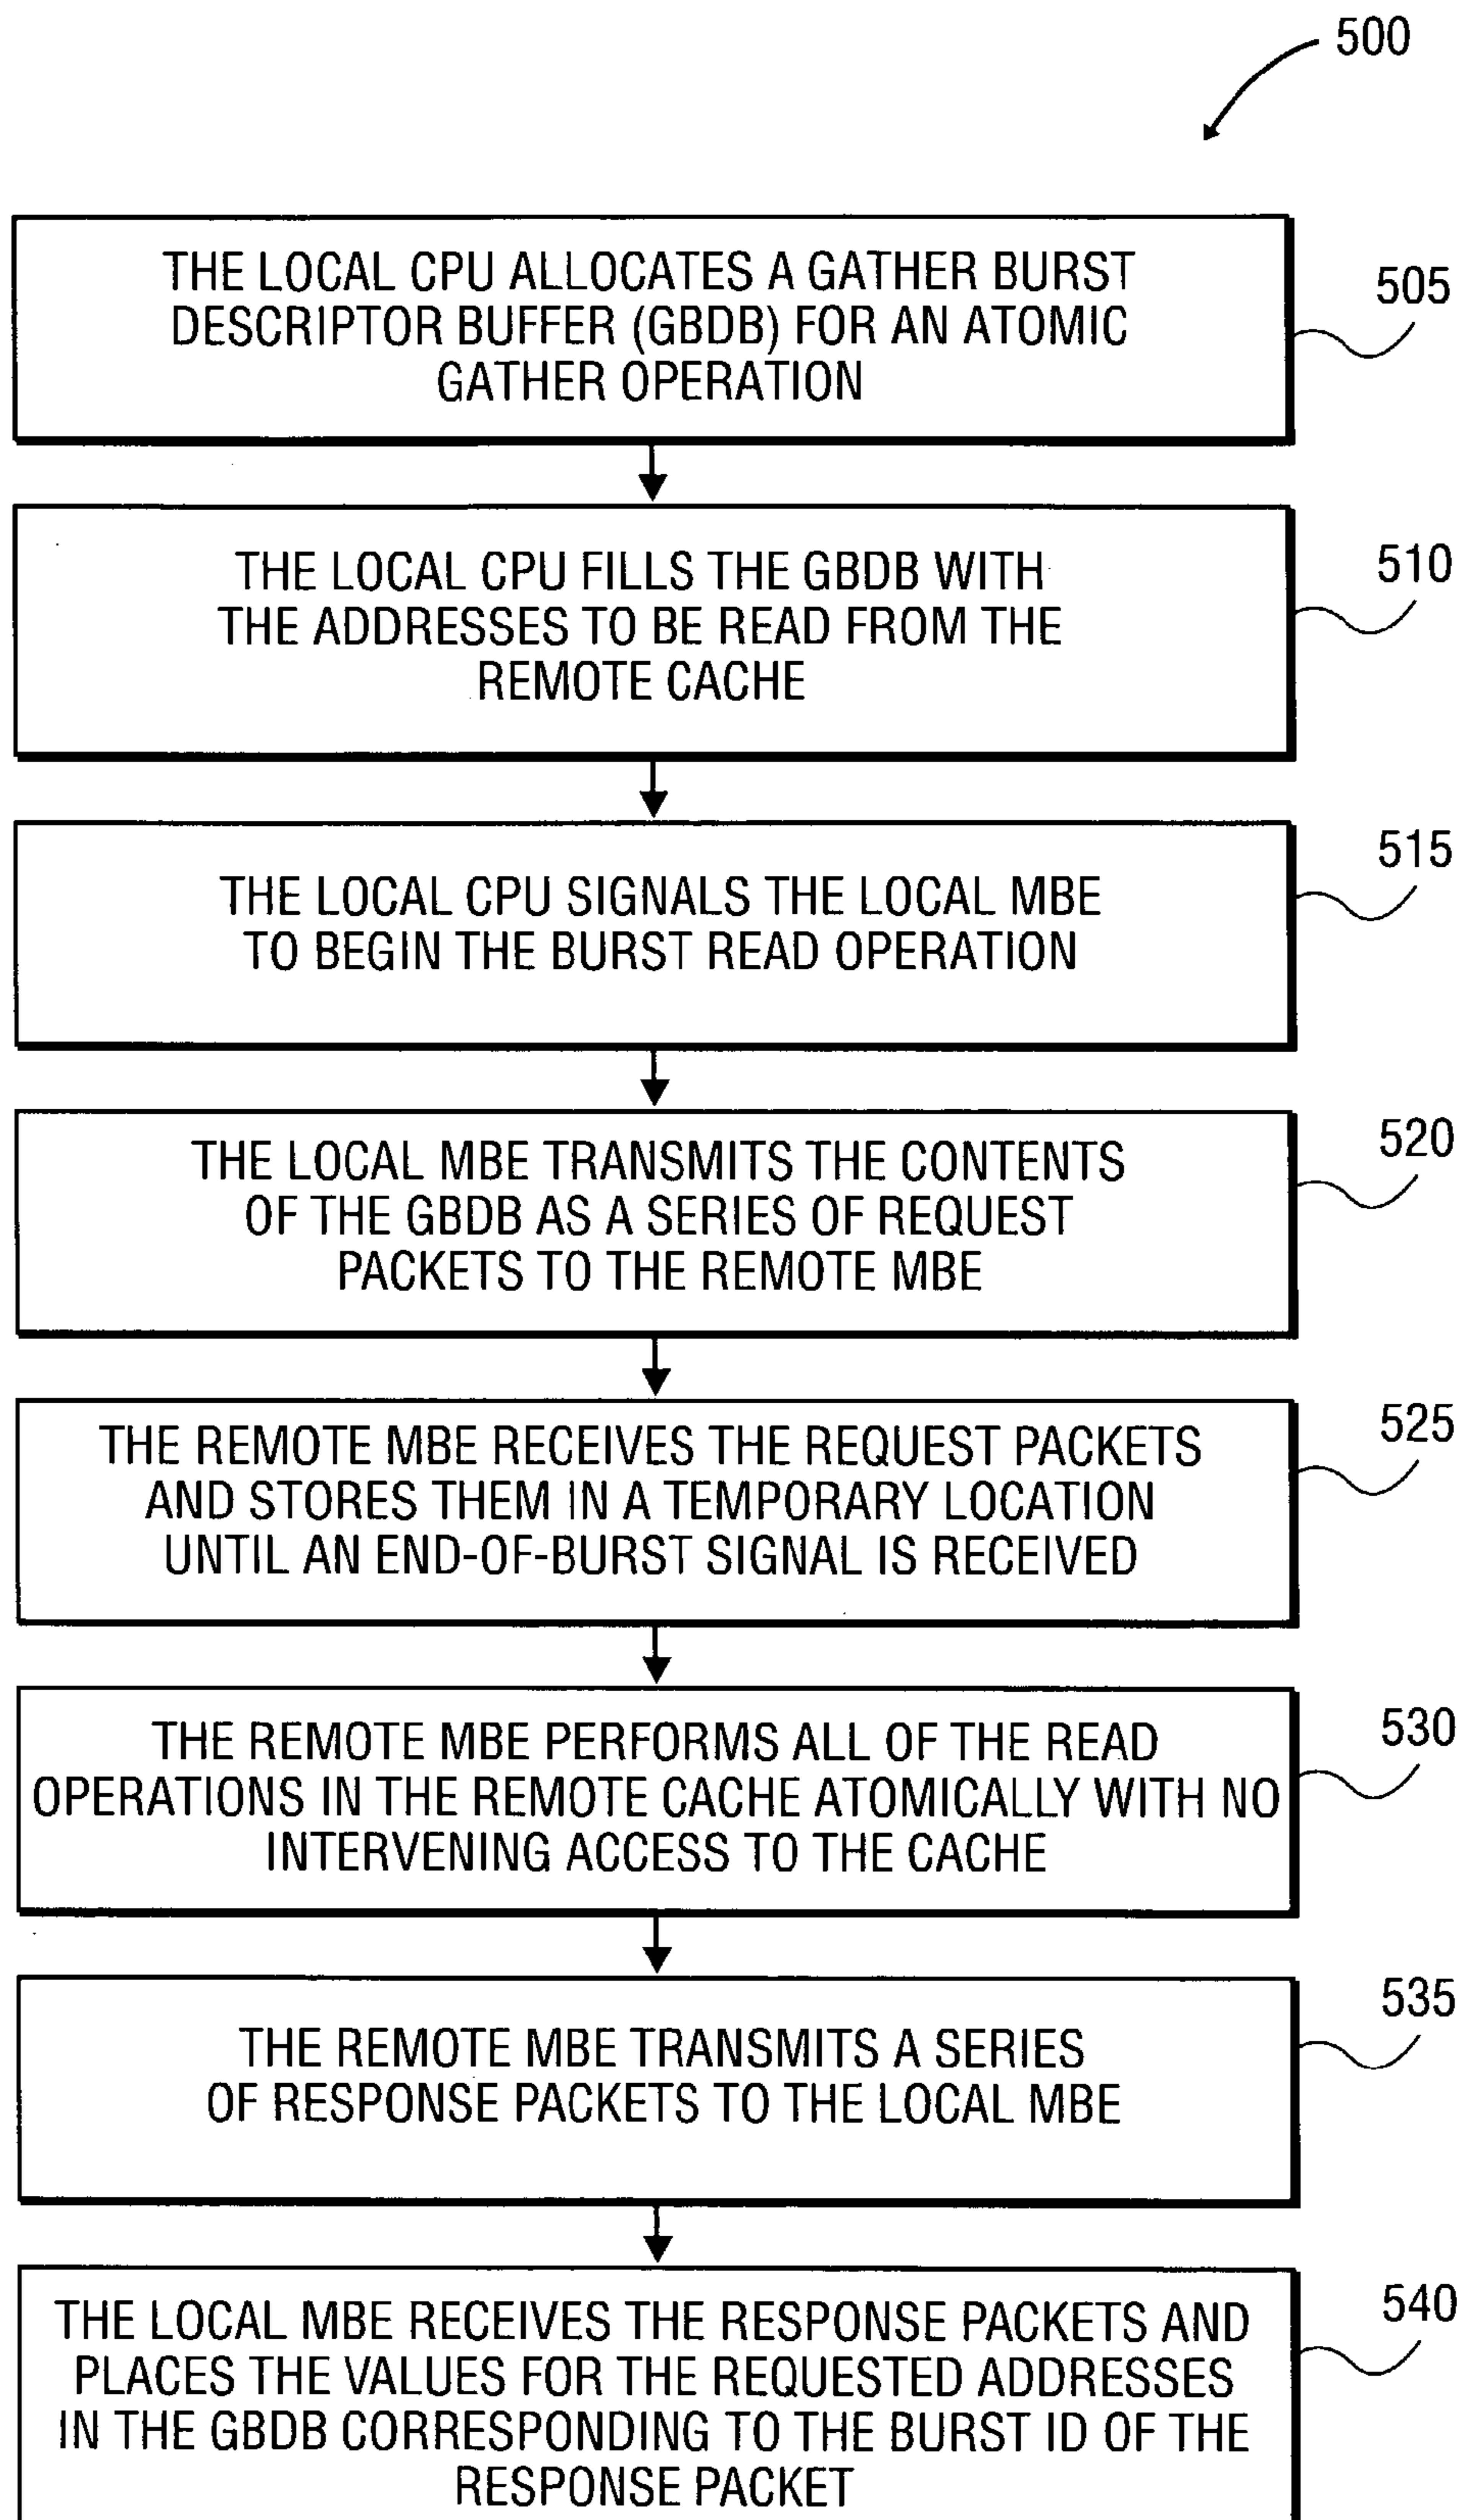 500
THE LOCAL CPU ALLOCATES A GATHER BURST
DESCRIPTOR BUFFER (GBDB) FOR AN ATOMIC
GATHER OPERATION
505
THE LOCAL CPU FILLS THE GBDB WITH
THE ADDRESSES TO BE READ FROM THE
REMOTE CACHE
510
THE LOCAL CPU SIGNALS THE LOCAL MBE
TO BEGIN THE BURST READ OPERATION
515
THE LOCAL MBE TRANSMITS THE CONTENTS
OF THE GBDB AS A SERIES OF REQUEST
PACKETS TO THE REMOTE MBE
520
THE REMOTE MBE RECEIVES THE REQUEST PACKETS
AND STORES THEM IN A TEMPORARY LOCATION
UNTIL AN END-OF-BURST SIGNAL IS RECEIVED
525
THE REMOTE MBE PERFORMS ALL OF THE READ
OPERATIONS IN THE REMOTE CACHE ATOMICALLY WITH NO
INTERVENING ACCESS TO THE CACHE
530
THE REMOTE MBE TRANSMITS A SERIES
OF RESPONSE PACKETS TO THE LOCAL MBE
535
THE LOCAL MBE RECEIVES THE RESPONSE PACKETS AND
PLACES THE VALUES FOR THE REQUESTED ADDRESSES
IN THE GBDB CORRESPONDING TO THE BURST ID OF THE
RESPONSE PACKET
540